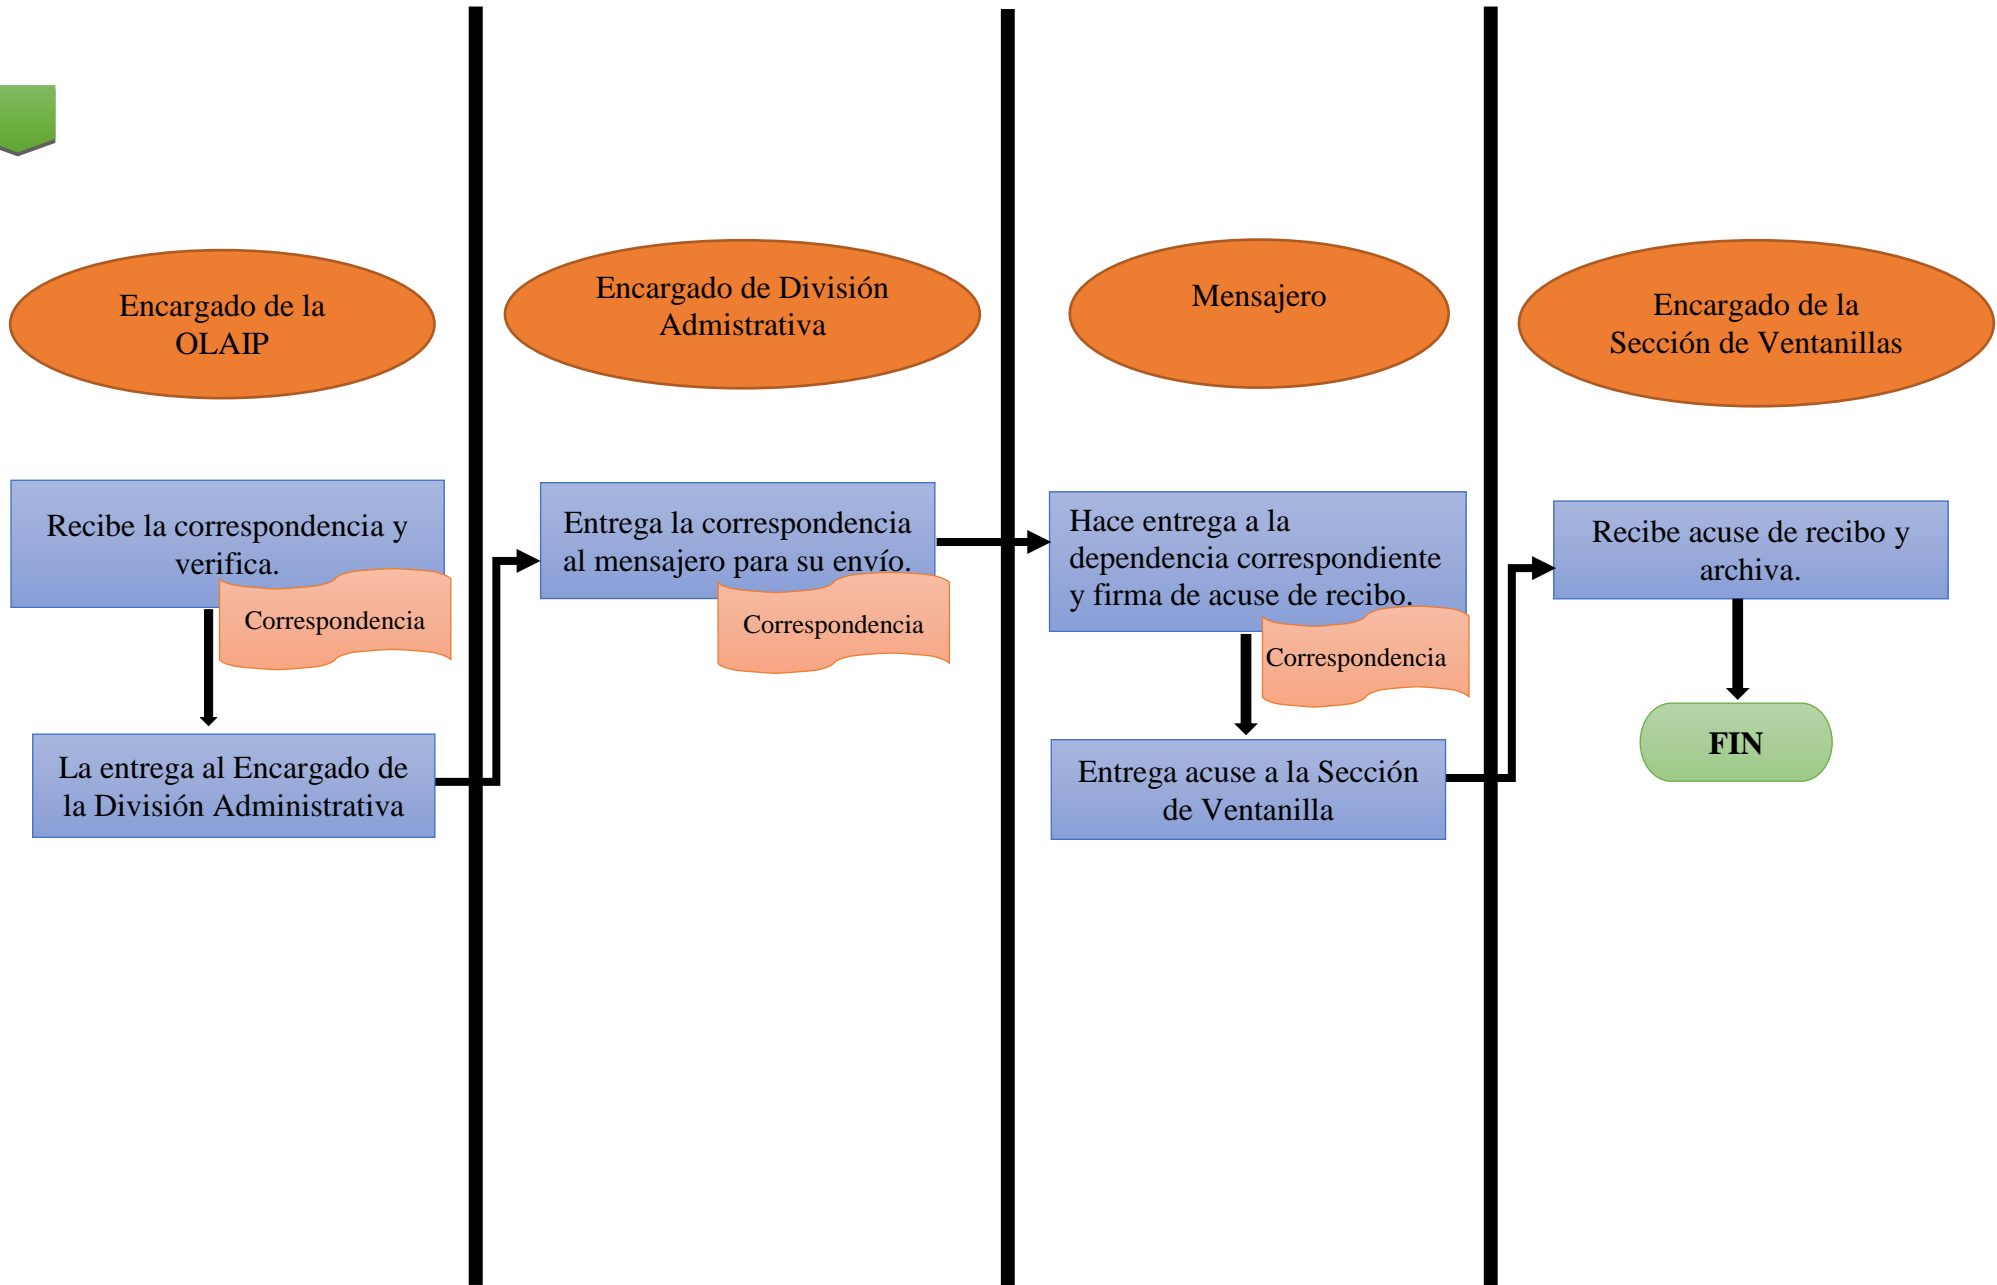 Encargado de la
OLAIP
Recibe la correspondencia y
verifica.
Correspondencia
La entrega al Encargado de
la División Administrativa
Encargado de División
Admistrativa
Entrega la correspondencia
al mensajero para su envío.
Correspondencia
Mensajero
Hace entrega a la
dependencia correspondiente
y firma de acuse de recibo.
Correspondencia
Entrega acuse a la Sección
de Ventanilla
Encargado de la
Sección de Ventanillas
Recibe acuse de recibo y
archiva.
FIN